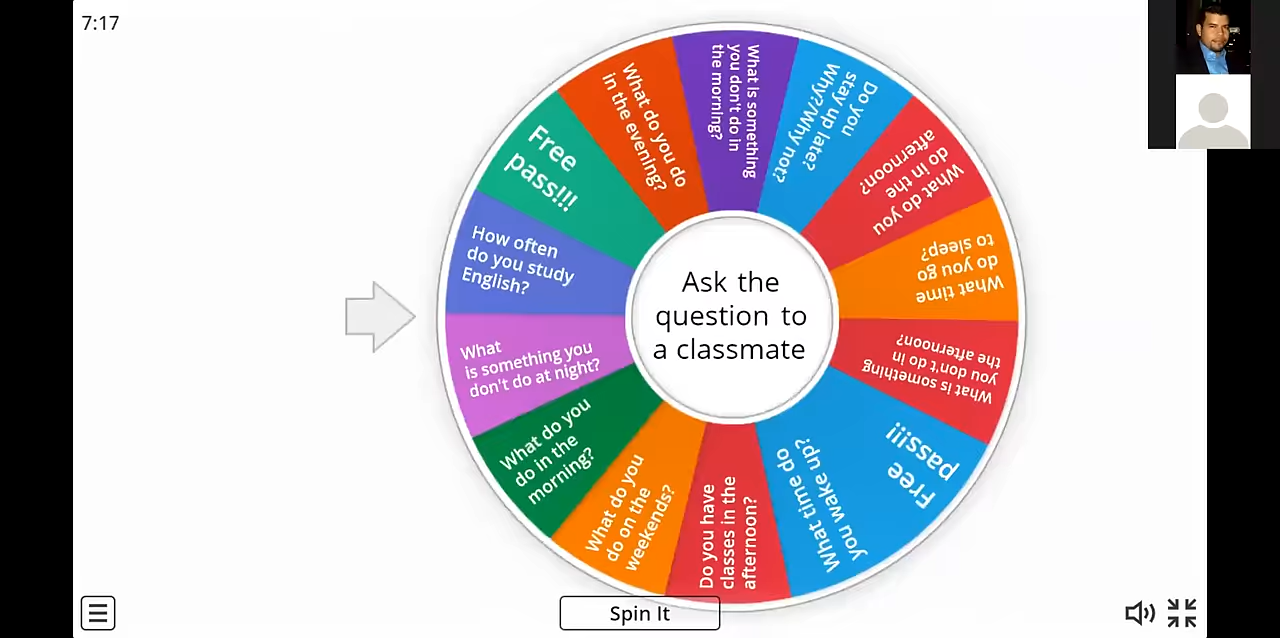 7:17
What is something
you don't do in
the morning?
Do you
stay up late?
Why?/Why not?
What do you
do in the
afternoon?
What time
do you go
to sleep?
What is something
you don't do in
the afternoon?
Free
pass!!!
What time do
you wake up?
Do you have
classes in the
afternoon?
What do you
do on the
weekends?
What do you
do in the
morning?
What
is something you
don't do at night?
How often
do you study
English?
Free
pass!!!
What do you do
in the evening?
Ask the
question to
a classmate
Spin It